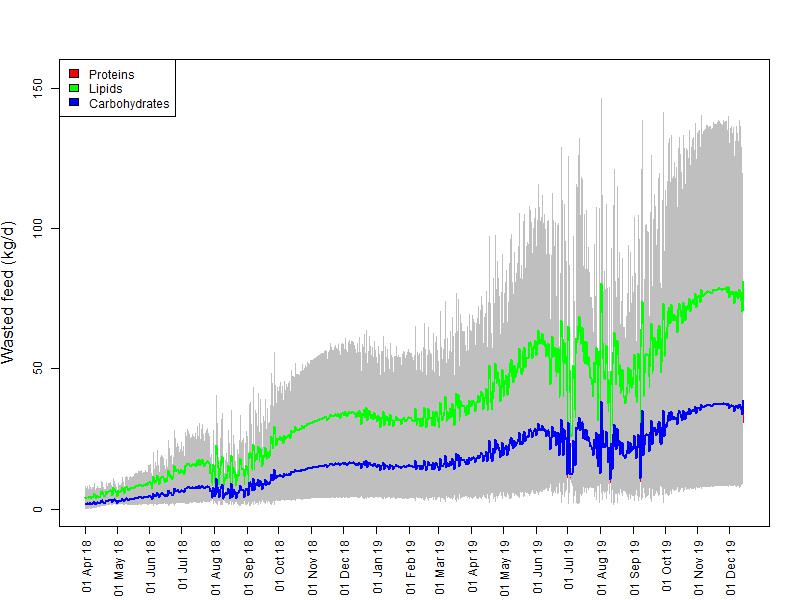 Proteins
Lipids
Carbohydrates
Wasted feed (kg/d)
150
100
50
0
01 Apr 18
01 May 18
01 Jun 18
01 Jul 18
01 Aug 18
01 Sep 18
01 Oct 18
01 Nov 18
01 Dec 18
01 Jan 19
01 Feb 19
01 Mar 19
01 Apr 19
01 May 19
01 Jun 19
01 Jul 19
01 Aug 19
01 Sep 19
01 Oct 19
01 Nov 19
01 Dec 19